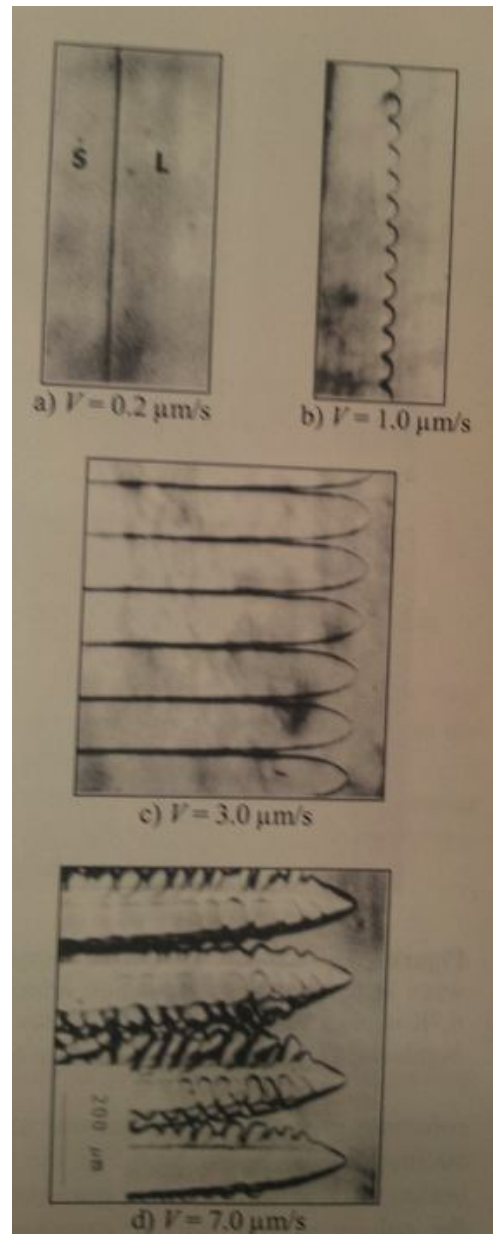 S L
a) V = 0.2 µm/s
b) V = 1.0 µm/s
c) V = 3.0 µm/s
200 µm
d) V = 7.0 µm/s